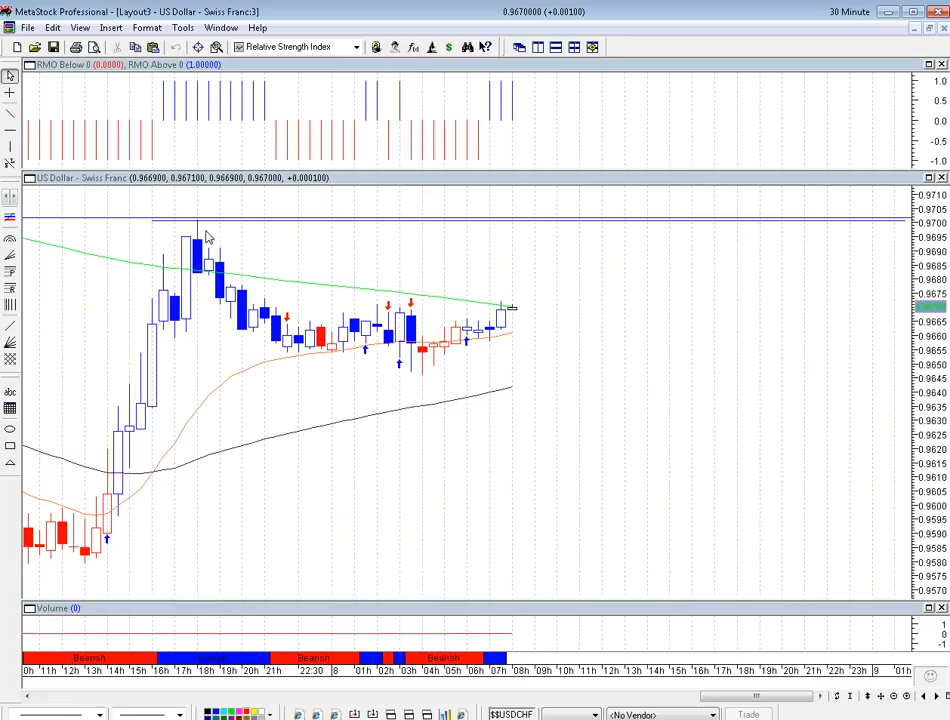 MetaStock Professional - [Layout3 - US Dollar - Swiss Franc:3]
0.9670000 (+0.00100)
30 Minute
File Edit View Insert Format Tools Window Help
Relative Strength Index
RMO Below 0 (0.0000), RMO Above 0 (1.00000)
1.0
0.5
0.0
-0.5
-1.0
US Dollar - Swiss Franc (0.966900, 0.967100, 0.966900, 0.967000, +0.000100)
0.9710
0.9705
0.9700
0.9695
0.9690
0.9685
0.9680
0.9675
0.9665
0.9660
0.9655
0.9650
0.9645
0.9640
0.9635
0.9630
0.9625
0.9620
0.9615
0.9610
0.9605
0.9600
0.9595
0.9590
0.9585
0.9580
0.9575
0.9570
abc
Volume (0)
1
0
-1
Bearish Bearish Bearish
0h 11h 12h 13h 14h 15h 16h 17h 18h 19h 20h 21h 22:30 8 01h 02h 03h 04h 05h 06h 07h 08h 09h 10h 11h 12h 13h 14h 15h 16h 17h 18h 19h 20h 21h 22h 23h 9 01h
$$USDCHF
<No Vendor>
Trade